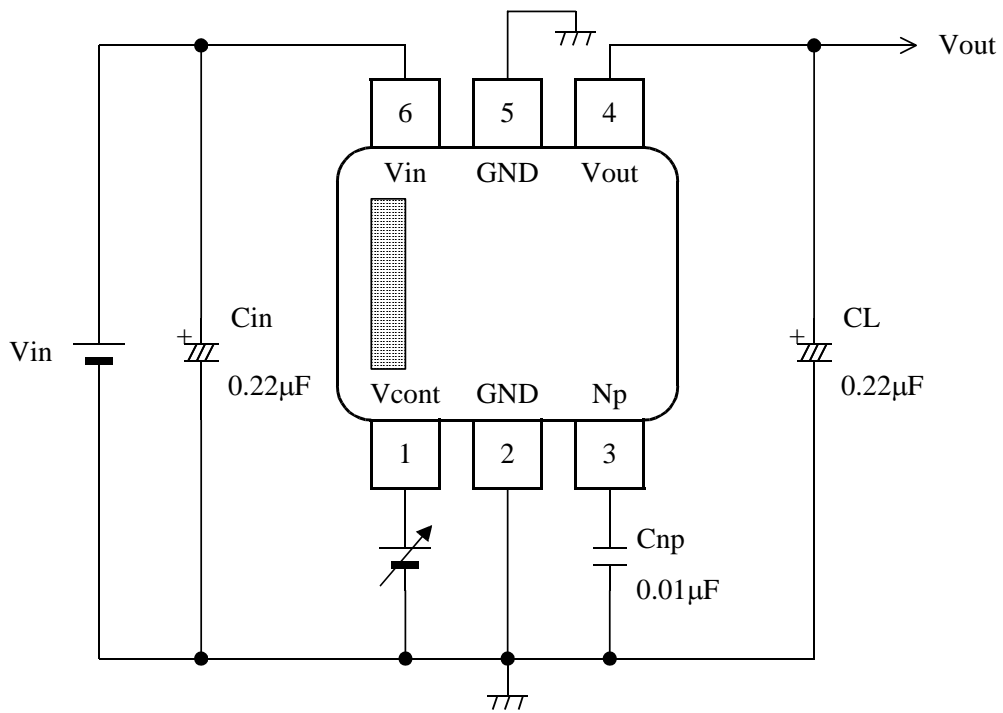 Vout
6 5 4
Vin GND Vout
Vin
+
Cin
0.22μF
+
CL
0.22μF
Vcont GND Np
1 2 3
Cnp
0.01μF